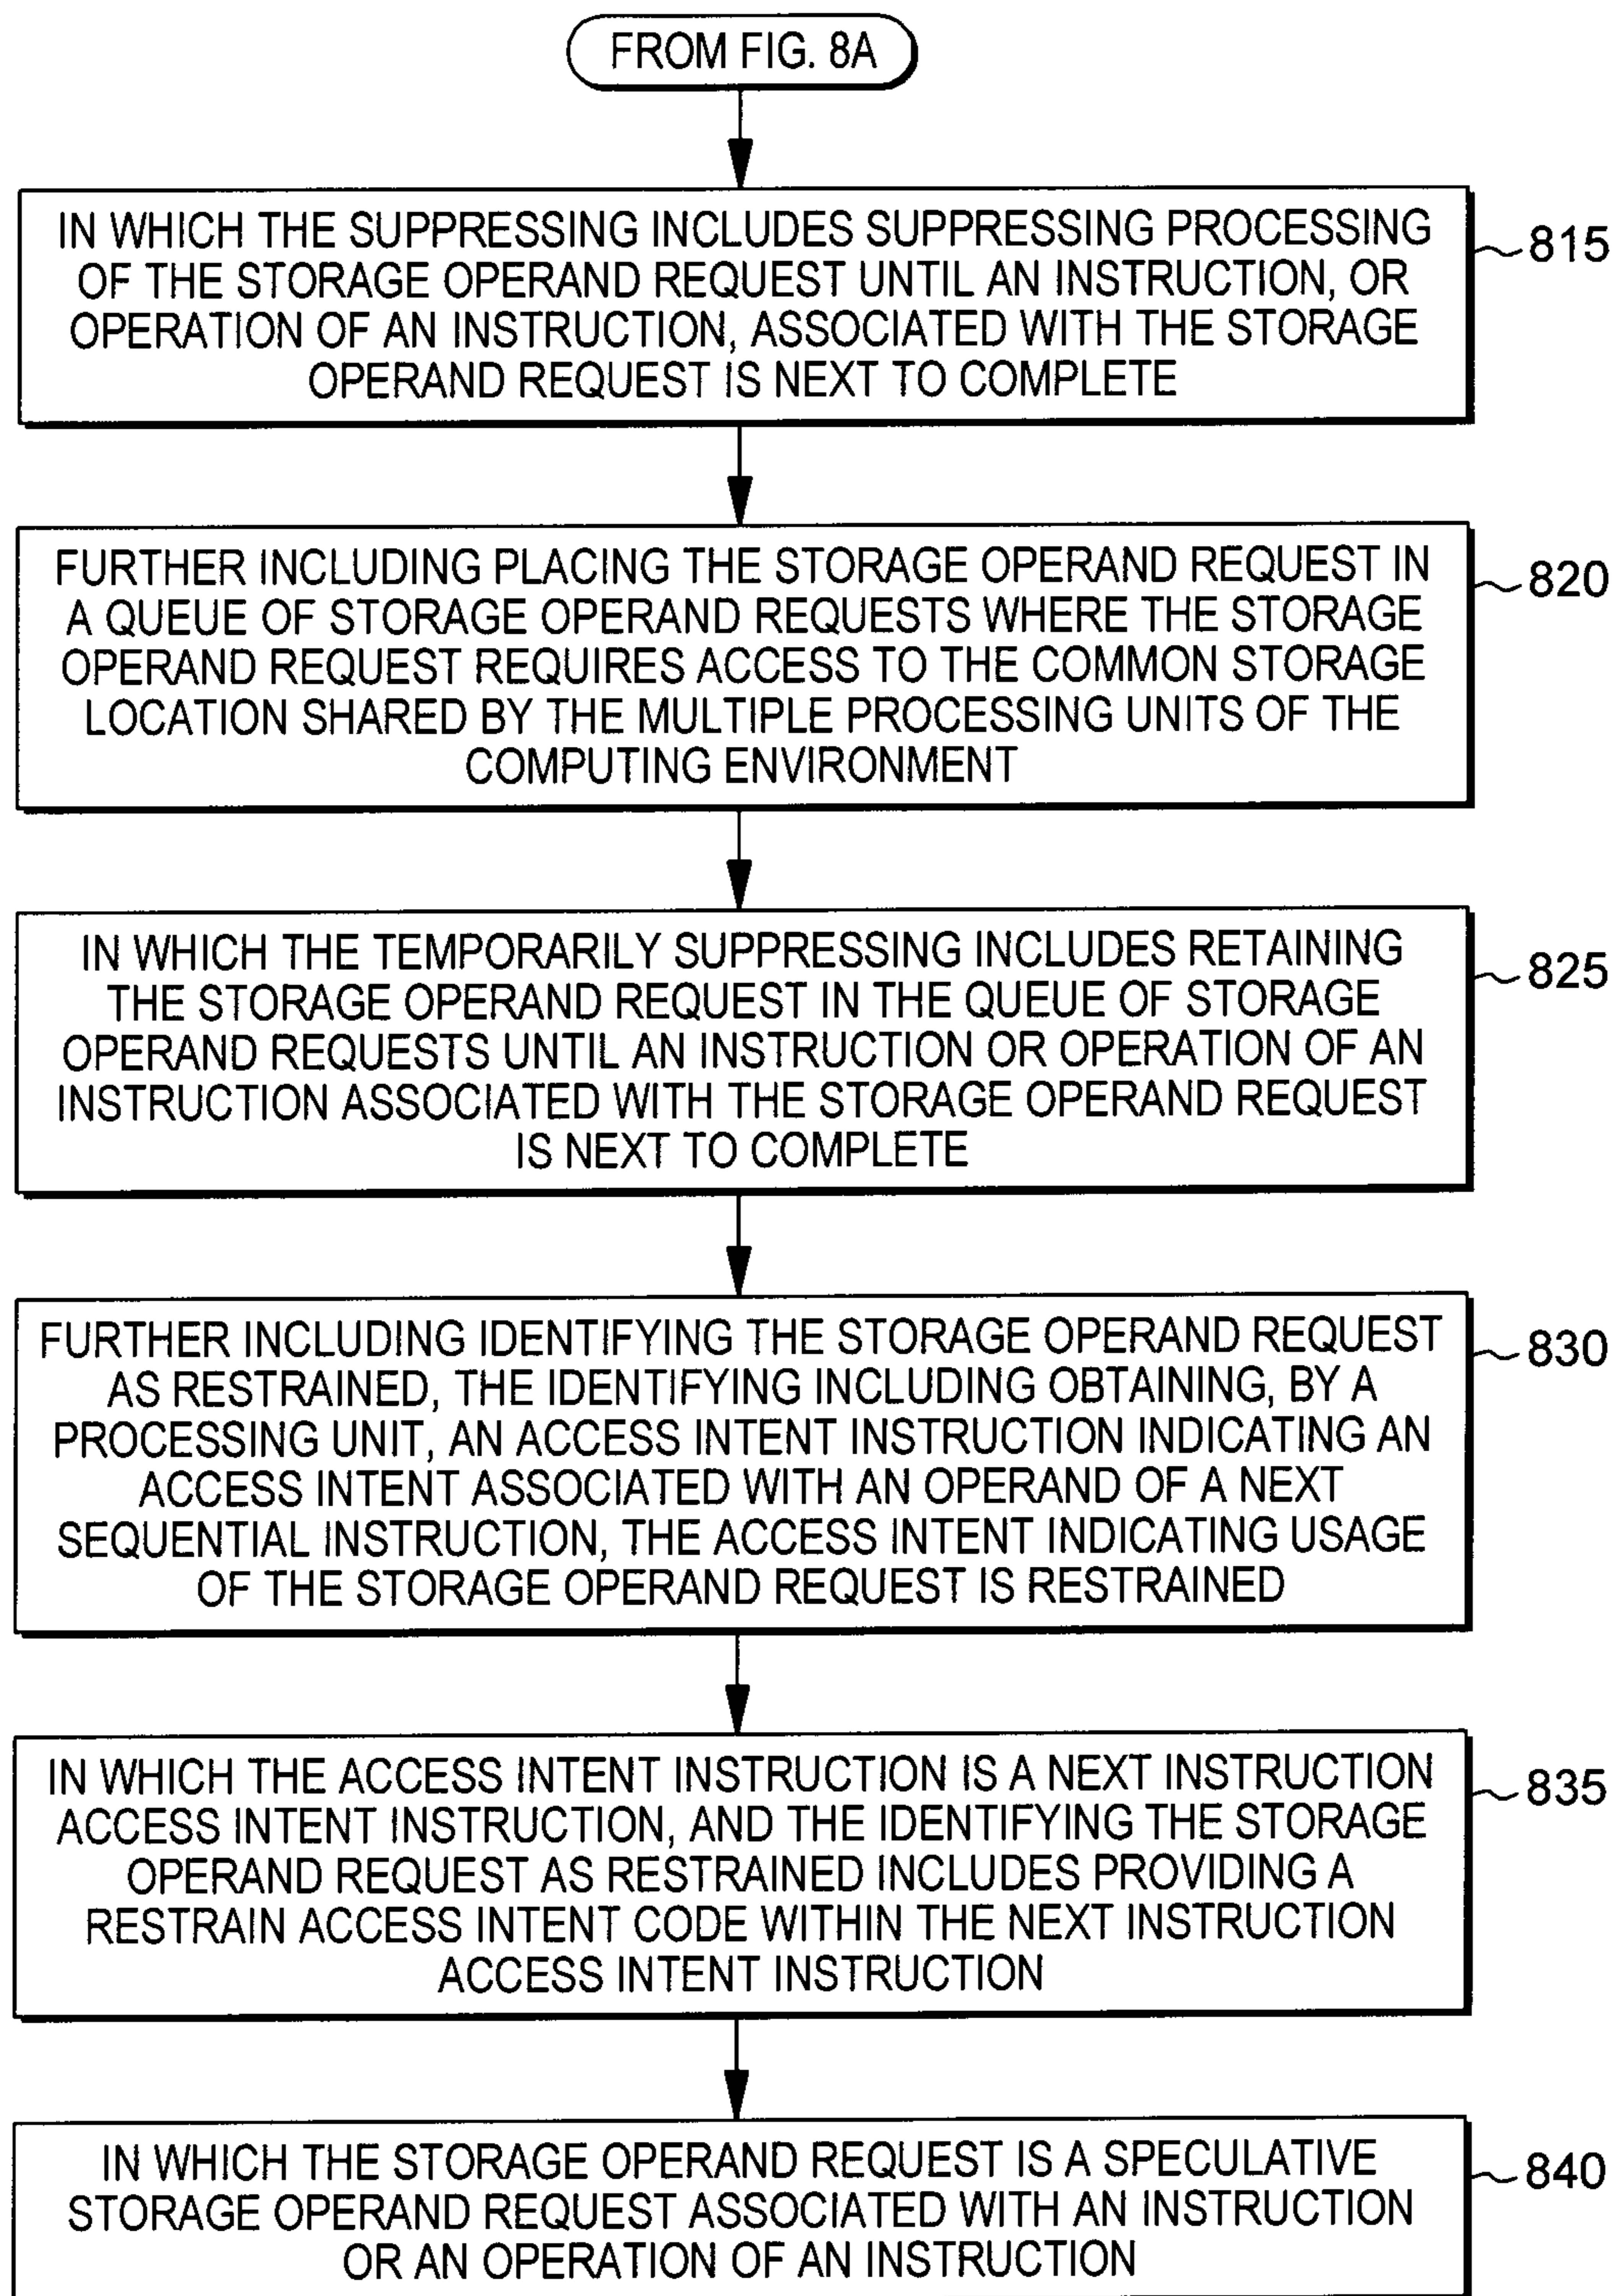 FROM FIG. 8A
IN WHICH THE SUPPRESSING INCLUDES SUPPRESSING PROCESSING
OF THE STORAGE OPERAND REQUEST UNTIL AN INSTRUCTION, OR
OPERATION OF AN INSTRUCTION, ASSOCIATED WITH THE STORAGE
OPERAND REQUEST IS NEXT TO COMPLETE
815
FURTHER INCLUDING PLACING THE STORAGE OPERAND REQUEST IN
A QUEUE OF STORAGE OPERAND REQUESTS WHERE THE STORAGE
OPERAND REQUEST REQUIRES ACCESS TO THE COMMON STORAGE
LOCATION SHARED BY THE MULTIPLE PROCESSING UNITS OF THE
COMPUTING ENVIRONMENT
820
IN WHICH THE TEMPORARILY SUPPRESSING INCLUDES RETAINING
THE STORAGE OPERAND REQUEST IN THE QUEUE OF STORAGE
OPERAND REQUESTS UNTIL AN INSTRUCTION OR OPERATION OF AN
INSTRUCTION ASSOCIATED WITH THE STORAGE OPERAND REQUEST
IS NEXT TO COMPLETE
825
FURTHER INCLUDING IDENTIFYING THE STORAGE OPERAND REQUEST
AS RESTRAINED, THE IDENTIFYING INCLUDING OBTAINING, BY A
PROCESSING UNIT, AN ACCESS INTENT INSTRUCTION INDICATING AN
ACCESS INTENT ASSOCIATED WITH AN OPERAND OF A NEXT
SEQUENTIAL INSTRUCTION, THE ACCESS INTENT INDICATING USAGE
OF THE STORAGE OPERAND REQUEST IS RESTRAINED
830
IN WHICH THE ACCESS INTENT INSTRUCTION IS A NEXT INSTRUCTION
ACCESS INTENT INSTRUCTION, AND THE IDENTIFYING THE STORAGE
OPERAND REQUEST AS RESTRAINED INCLUDES PROVIDING A
RESTRAIN ACCESS INTENT CODE WITHIN THE NEXT INSTRUCTION
ACCESS INTENT INSTRUCTION
835
IN WHICH THE STORAGE OPERAND REQUEST IS A SPECULATIVE
STORAGE OPERAND REQUEST ASSOCIATED WITH AN INSTRUCTION
OR AN OPERATION OF AN INSTRUCTION
840